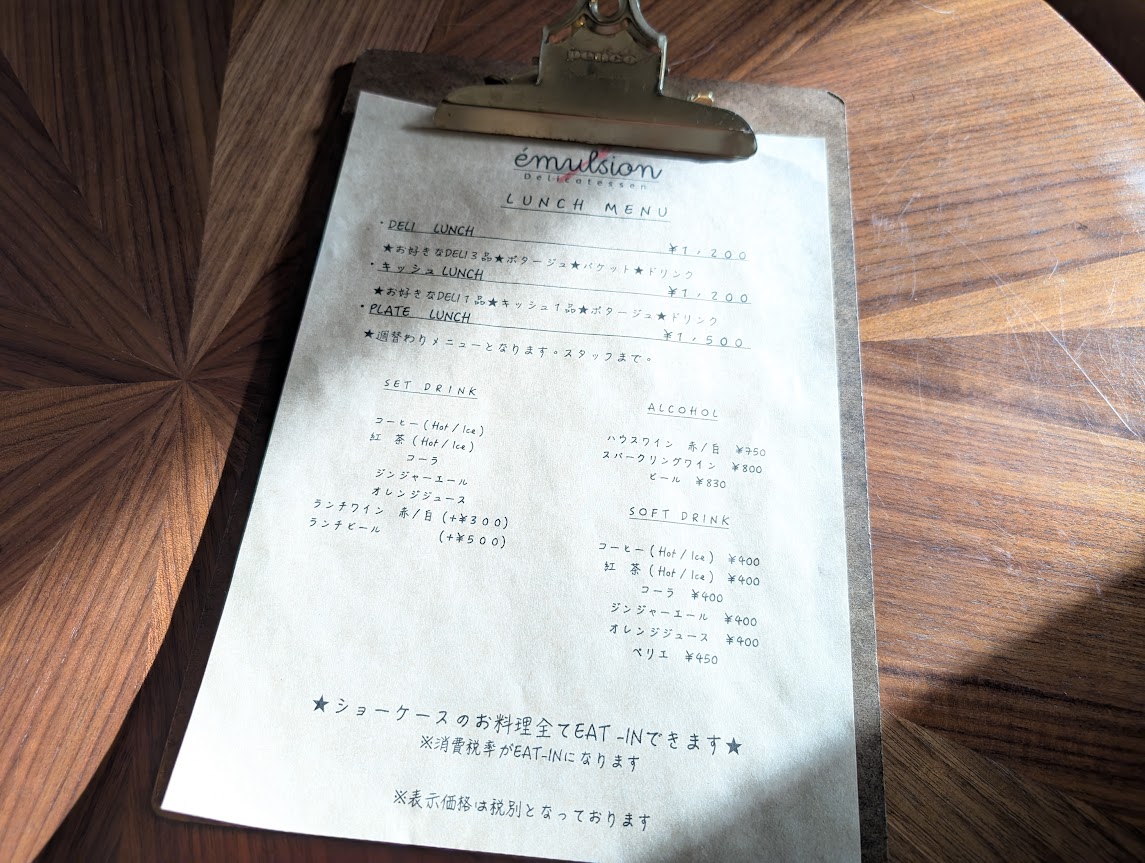 émulsion
Delicatessen
LUNCH MENU
・DELI LUNCH ¥1,200
★お好きなDELI3品★ポタージュ★バケット★ドリンク
・キッシュLUNCH ¥1,200
★お好きなDELI1品★キッシュ1品★ポタージュ★ドリンク
・PLATE LUNCH ¥1,500
★週替わりメニューとなります。スタッフまで。
SET DRINK
コーヒー(Hot/Ice)
紅 茶(Hot/Ice)
コーラ
ジンジャーエール
オレンジジュース
ランチワイン 赤/白 (+¥300)
ランチビール (+¥500)
ALCOHOL
ハウスワイン 赤/白 ¥750
スパークリングワイン ¥800
ビール ¥830
SOFT DRINK
コーヒー(Hot/Ice) ¥400
紅 茶(Hot/Ice) ¥400
コーラ ¥400
ジンジャーエール ¥400
オレンジジュース ¥400
ペリエ ¥450
★ショーケースのお料理全てEAT-INできます★
※消費税率がEAT-INになります
※表示価格は税別となっております